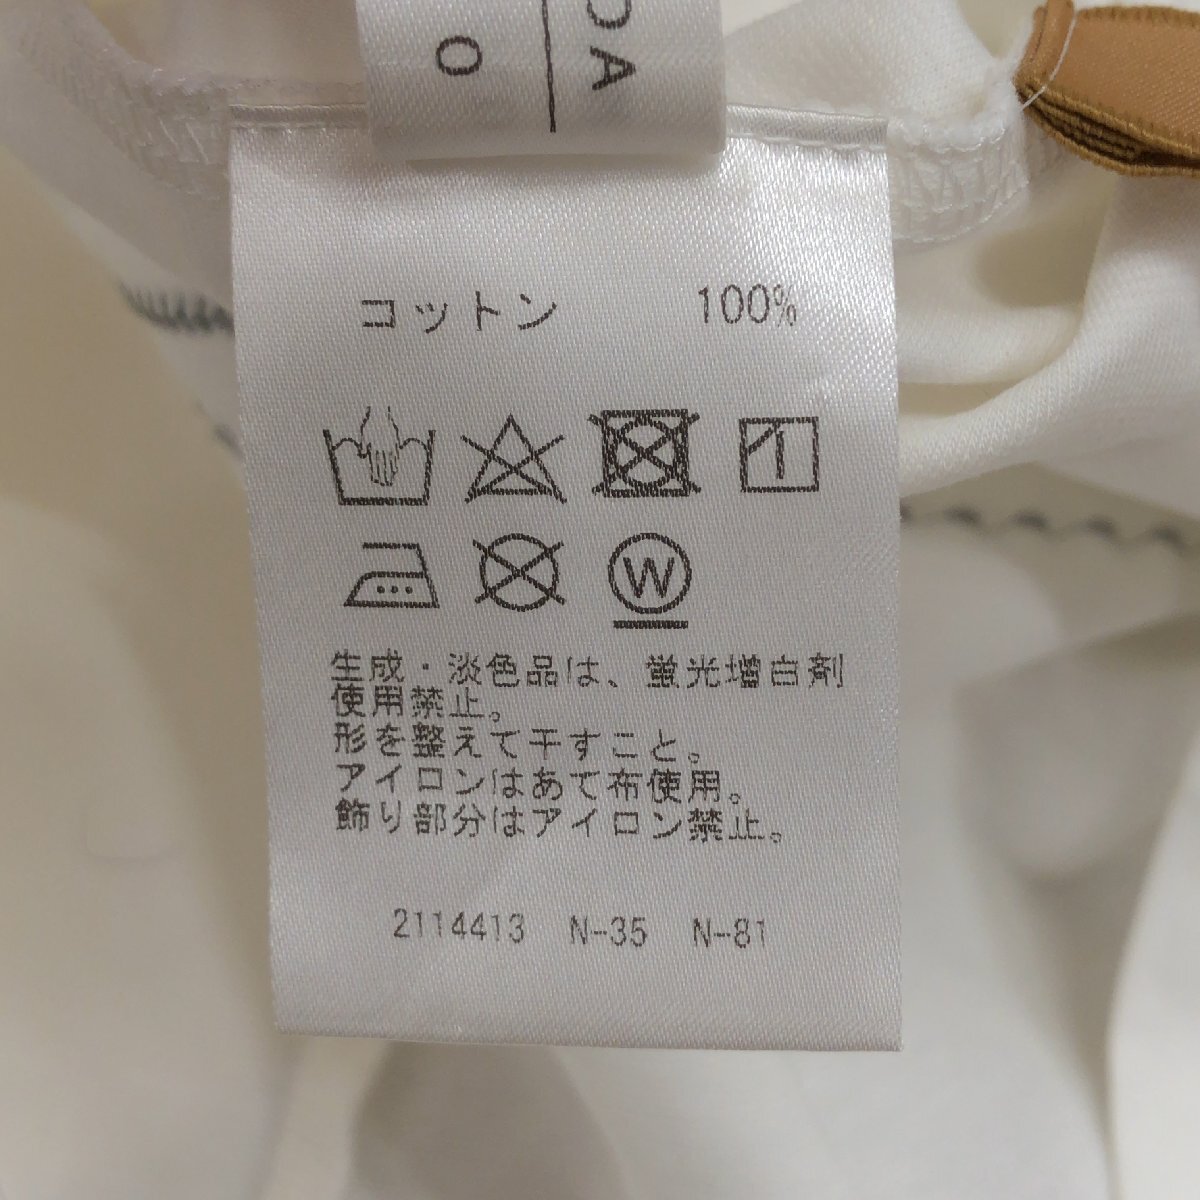 DA
0
コットン 100%
W
生成・淡色品は、蛍光増白剤
使用禁止。
形を整えて干すこと。
アイロンはあて布使用。
飾り部分はアイロン禁止。
2114413 N-35 N-81